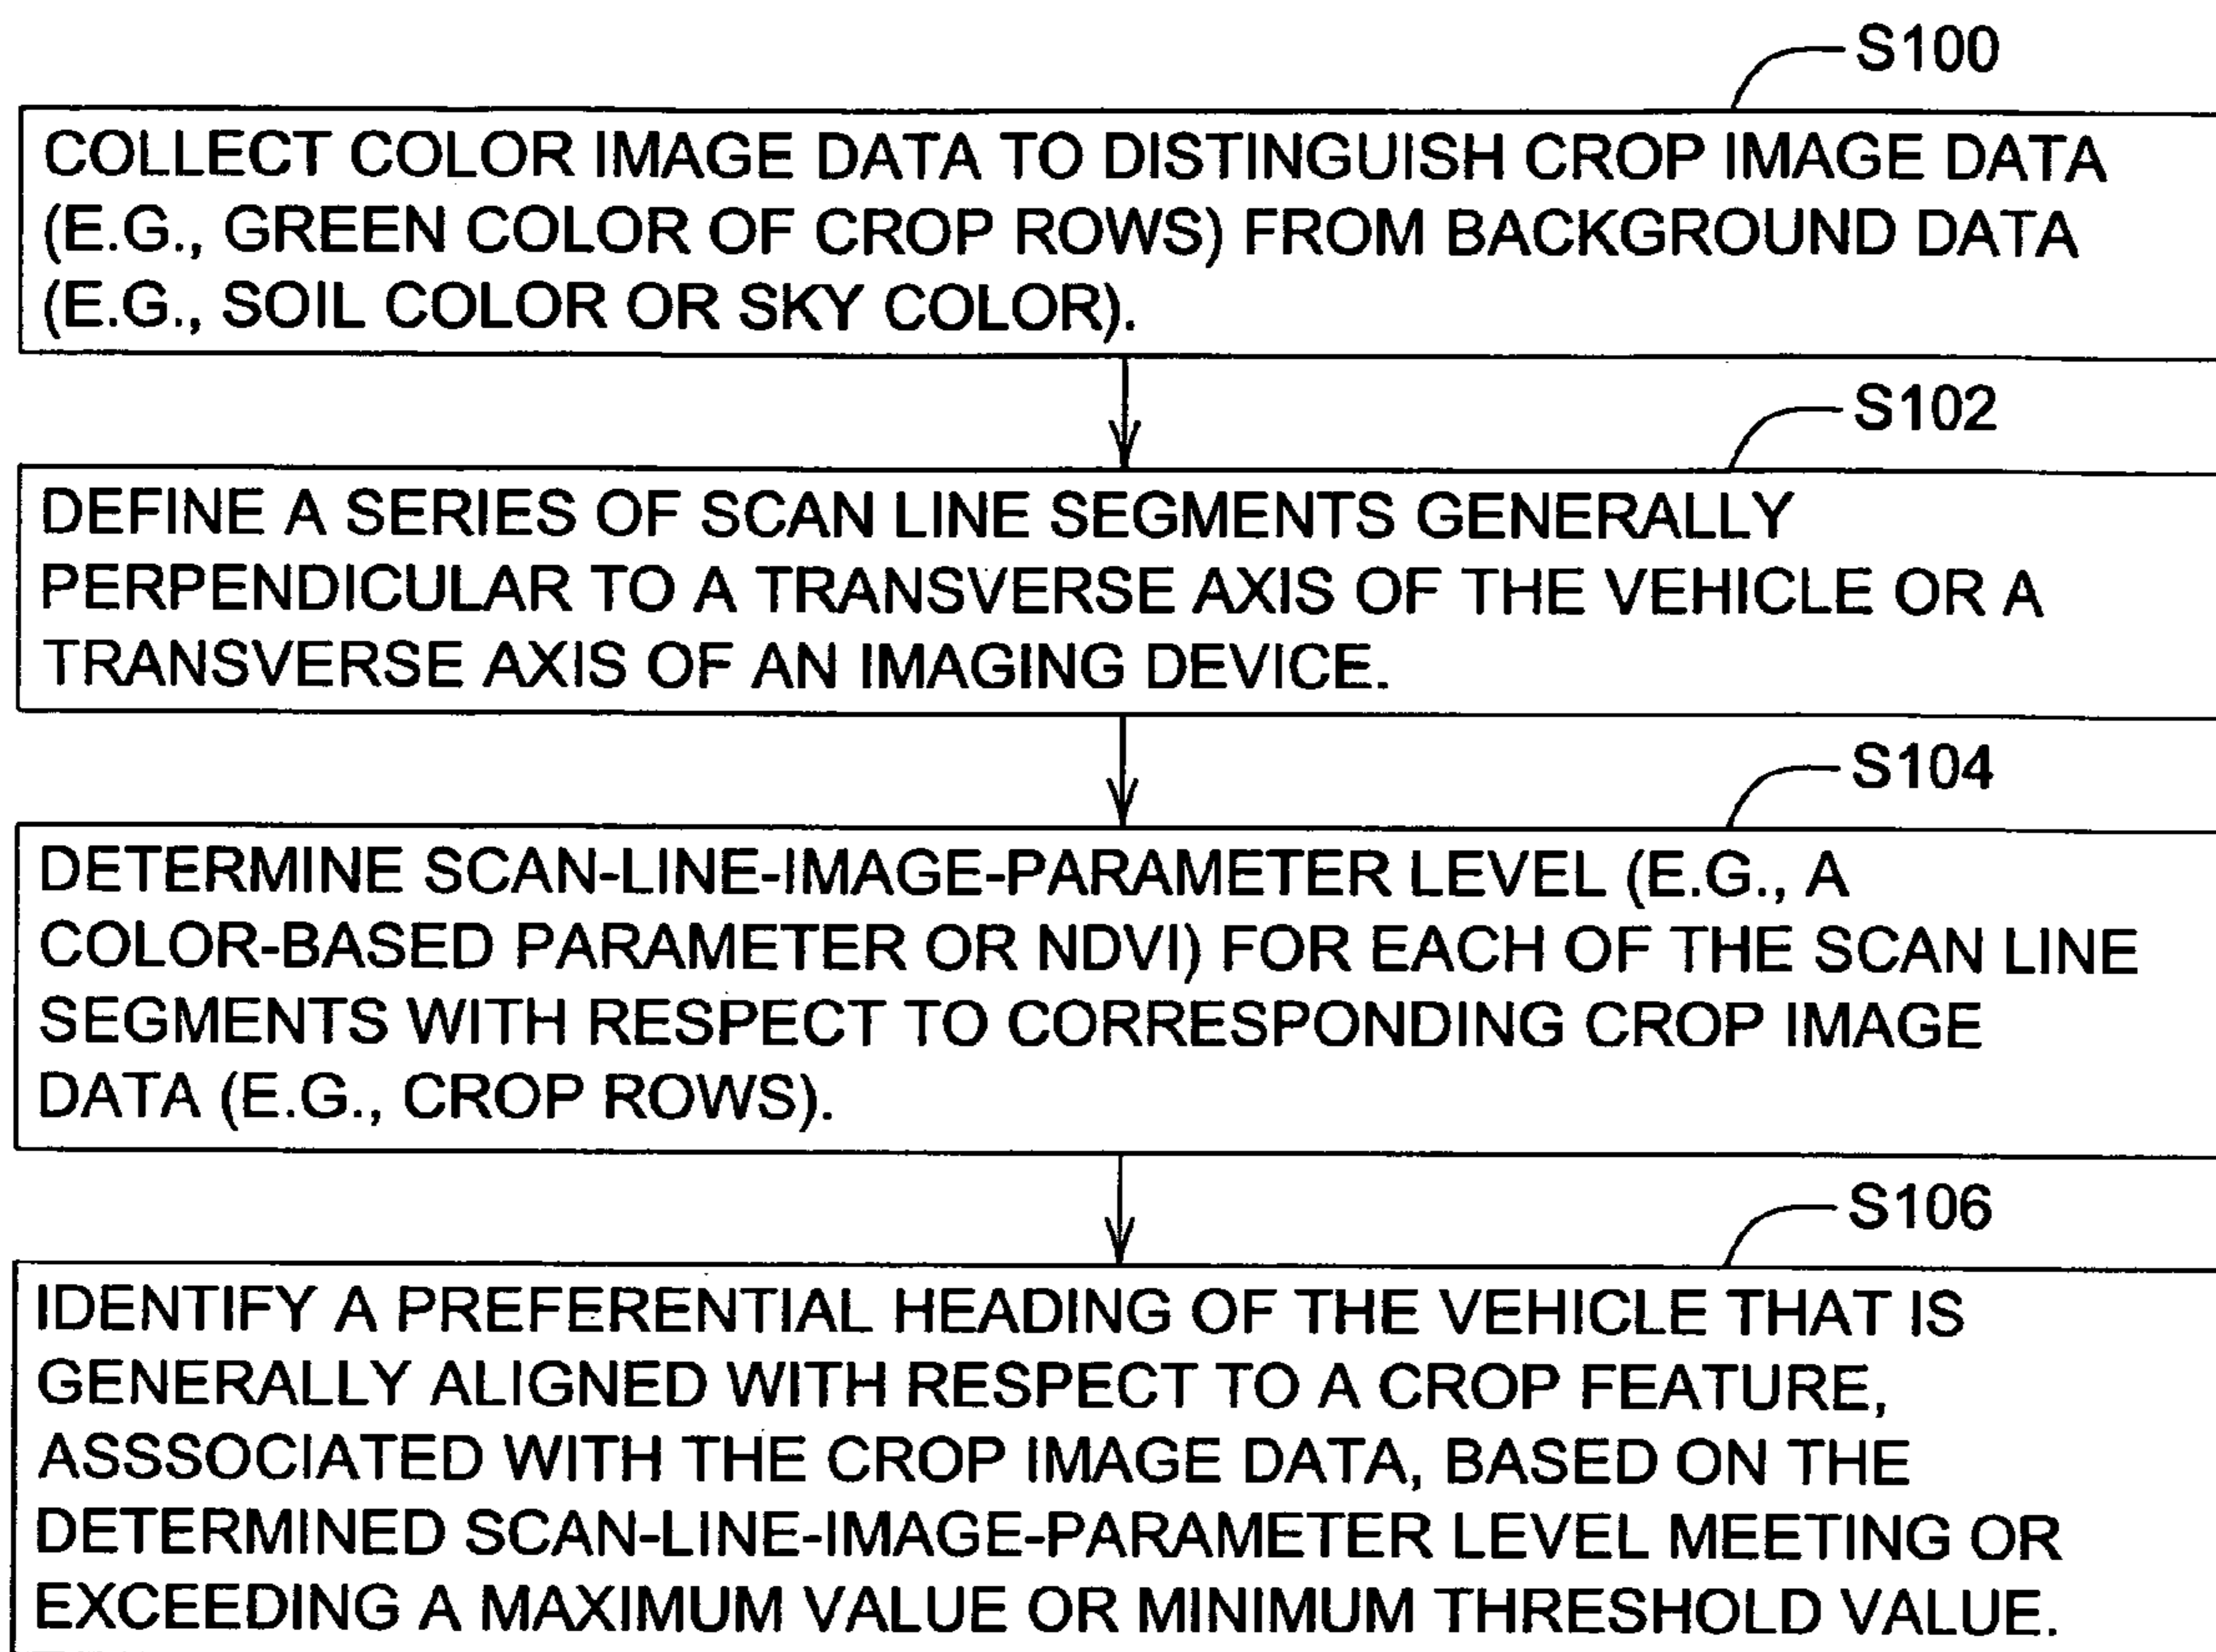 S100
COLLECT COLOR IMAGE DATA TO DISTINGUISH CROP IMAGE DATA
(E.G., GREEN COLOR OF CROP ROWS) FROM BACKGROUND DATA
(E.G., SOIL COLOR OR SKY COLOR).
S102
DEFINE A SERIES OF SCAN LINE SEGMENTS GENERALLY
PERPENDICULAR TO A TRANSVERSE AXIS OF THE VEHICLE OR A
TRANSVERSE AXIS OF AN IMAGING DEVICE.
S104
DETERMINE SCAN-LINE-IMAGE-PARAMETER LEVEL (E.G., A
COLOR-BASED PARAMETER OR NDVI) FOR EACH OF THE SCAN LINE
SEGMENTS WITH RESPECT TO CORRESPONDING CROP IMAGE
DATA (E.G., CROP ROWS).
S106
IDENTIFY A PREFERENTIAL HEADING OF THE VEHICLE THAT IS
GENERALLY ALIGNED WITH RESPECT TO A CROP FEATURE,
ASSSOCIATED WITH THE CROP IMAGE DATA, BASED ON THE
DETERMINED SCAN-LINE-IMAGE-PARAMETER LEVEL MEETING OR
EXCEEDING A MAXIMUM VALUE OR MINIMUM THRESHOLD VALUE.